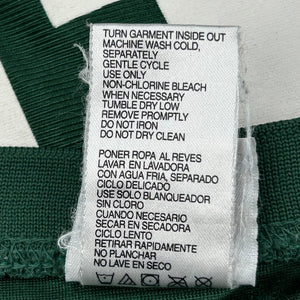 TURN GARMENT INSIDE OUT
MACHINE WASH COLD,
SEPARATELY
GENTLE CYCLE
USE ONLY
NON-CHLORINE BLEACH
WHEN NECESSARY
TUMBLE DRY LOW
REMOVE PROMPTLY
DO NOT IRON
DO NOT DRY CLEAN
PONER ROPA AL REVES
LAVAR EN LAVADORA
CON AGUA FRIA, SEPARADO
CICLO DELICADO
USE SOLO BLANQUEADOR
SIN CLORO
CUANDO NECESARIO
SECAR EN SECADORA
CICLO LENTO
RETIRAR RAPIDAMENTE
NO PLANCHAR
NO LAVE EN SECO